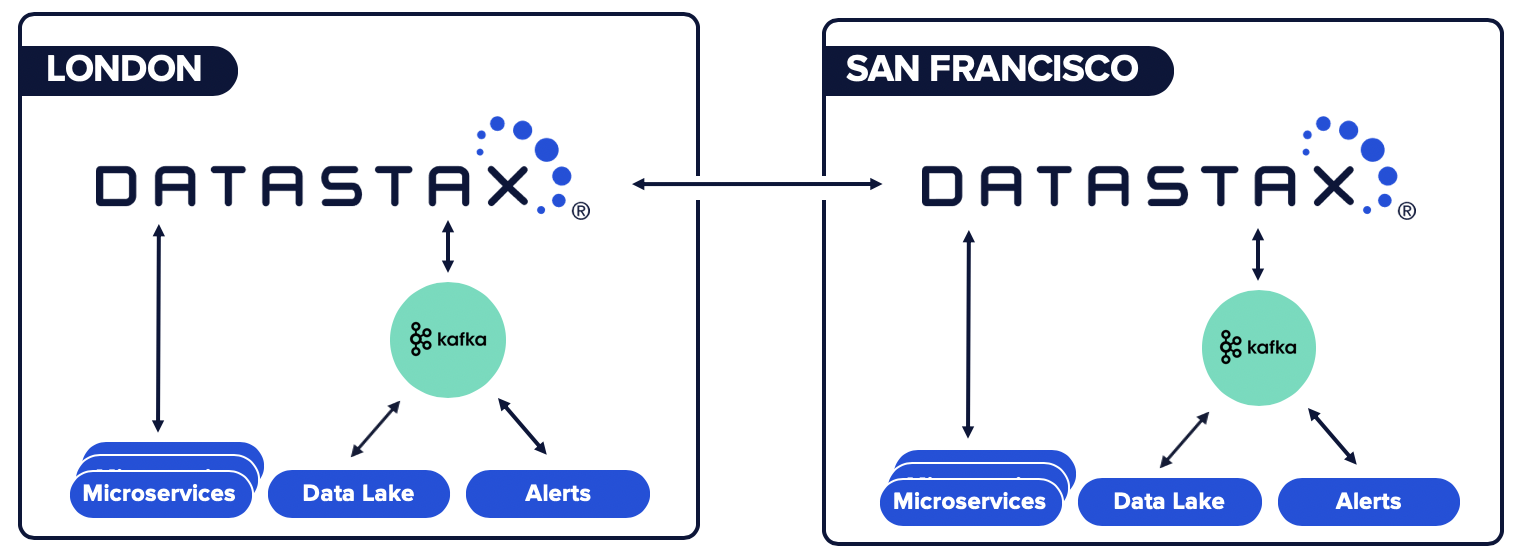 LONDON
DATASTAX®
kafka
Microservices
Data Lake
Alerts
SAN FRANCISCO
DATASTAX®
kafka
Microservices
Data Lake
Alerts